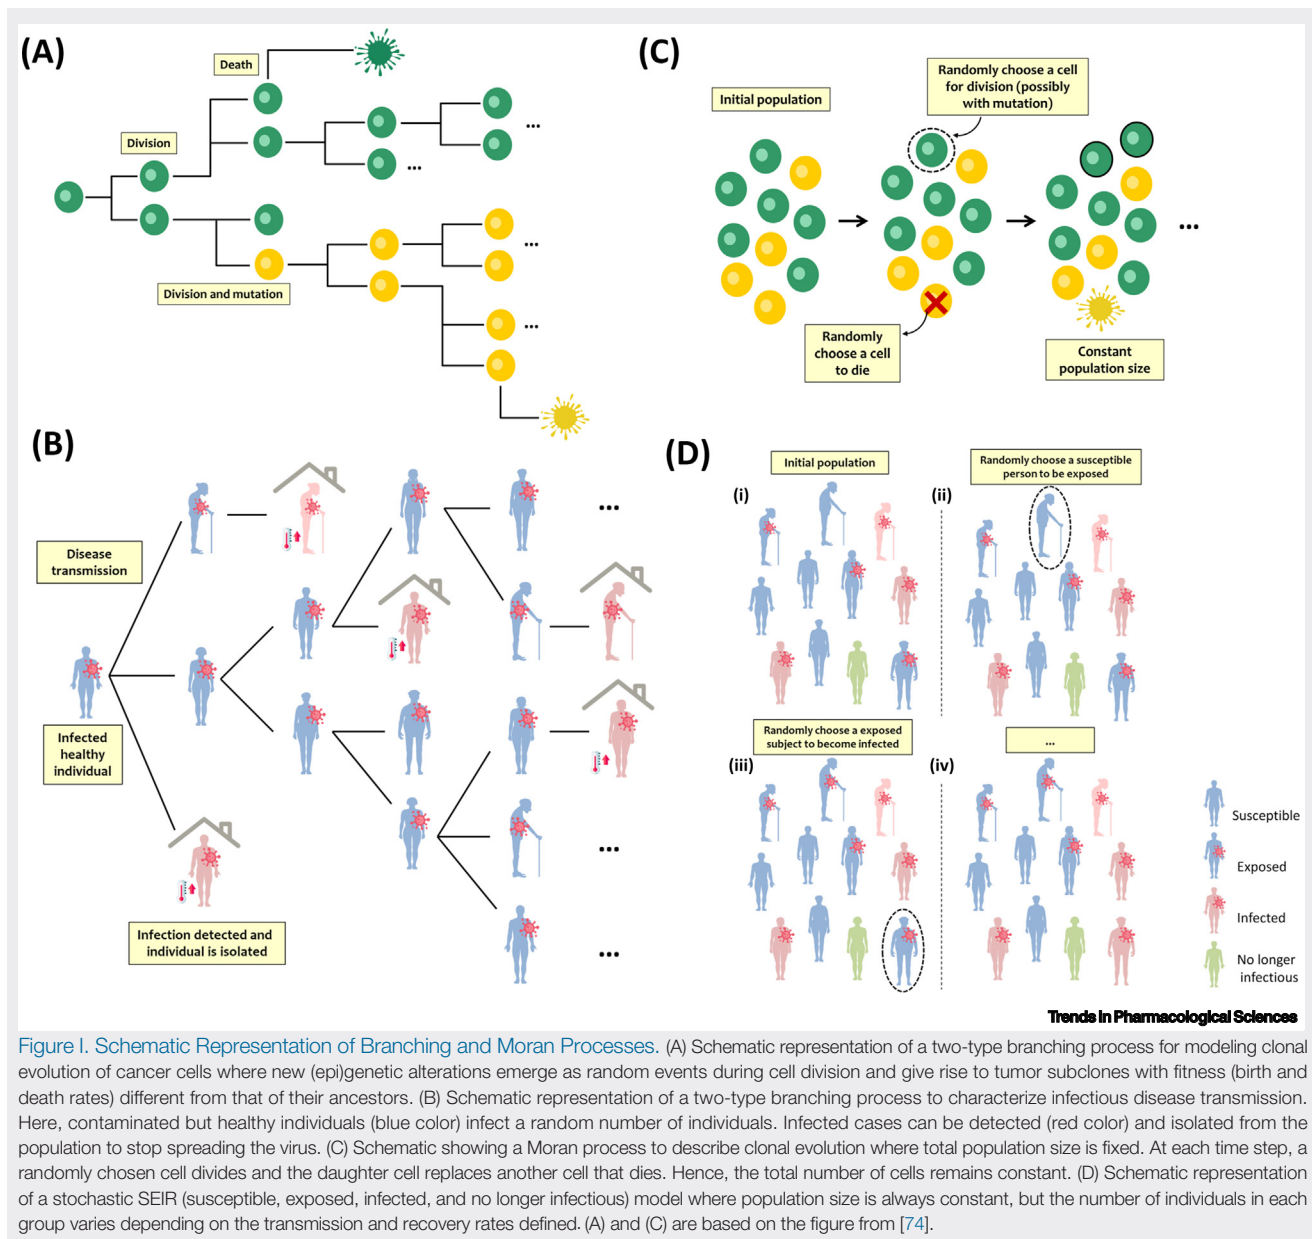 (A)
Death
Division
Division and mutation
...
...
...
...
(C)
Initial population
Randomly choose a cell
for division (possibly
with mutation)
Randomly
choose a cell
to die
Constant
population size
...
(B)
Disease
transmission
Infected
healthy
individual
Infection detected and
individual is isolated
...
...
...
(D)
Initial population
(i)
Randomly choose a susceptible
person to be exposed
(ii)
Randomly choose a exposed
subject to become infected
(iii)
...
(iv)
Susceptible
Exposed
Infected
No longer
infectious
Trends in Pharmacological Sciences
Figure I. Schematic Representation of Branching and Moran Processes. (A) Schematic representation of a two-type branching process for modeling clonal
evolution of cancer cells where new (epi)genetic alterations emerge as random events during cell division and give rise to tumor subclones with fitness (birth and
death rates) different from that of their ancestors. (B) Schematic representation of a two-type branching process to characterize infectious disease transmission.
Here, contaminated but healthy individuals (blue color) infect a random number of individuals. Infected cases can be detected (red color) and isolated from the
population to stop spreading the virus. (C) Schematic showing a Moran process to describe clonal evolution where total population size is fixed. At each time step, a
randomly chosen cell divides and the daughter cell replaces another cell that dies. Hence, the total number of cells remains constant. (D) Schematic representation
of a stochastic SEIR (susceptible, exposed, infected, and no longer infectious) model where population size is always constant, but the number of individuals in each
group varies depending on the transmission and recovery rates defined. (A) and (C) are based on the figure from [74].